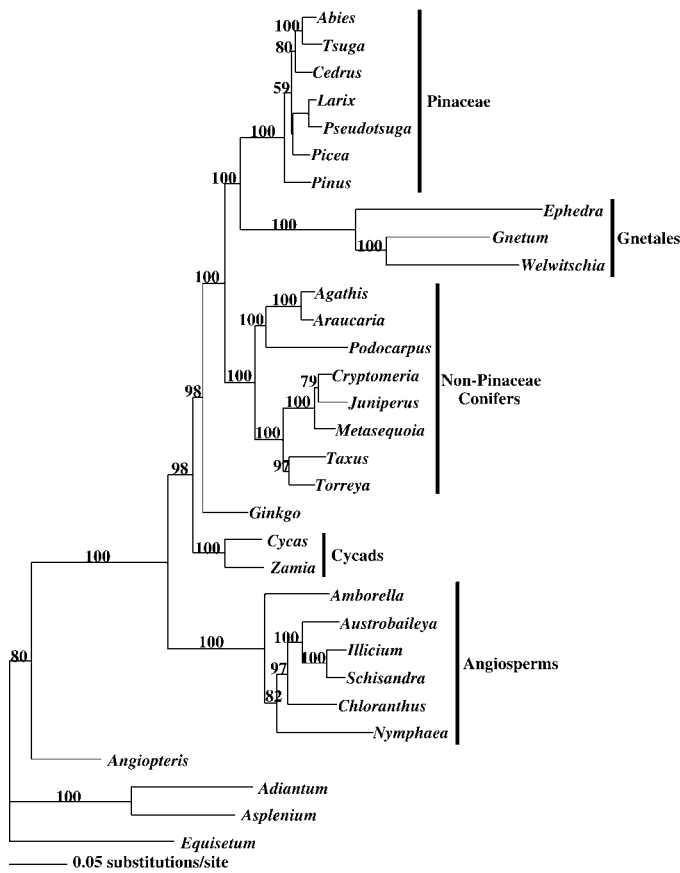 Abies
100
Tsuga
80
Cedrus
59
Larix
Pinaceae
Pseudotsuga
100
Picea
100
Pinus
Ephedra
100
Gnetum
Gnetales
100
Welwitschia
100
Agathis
100
Araucaria
100
Podocarpus
100
Cryptomeria
79
Non-Pinaceae
Conifers
Juniperus
100
Metasequoia
98
100
Taxus
97
98
Torreya
Ginkgo
Cycas
100
Cycads
100
Zamia
Amborella
Austrobaileya
100
100
Illicium
100
Angiosperms
80
97
Schisandra
82
Chloranthus
Nymphaea
Angiopteris
Adiantum
100
Asplenium
Equisetum
0.05 substitutions/site